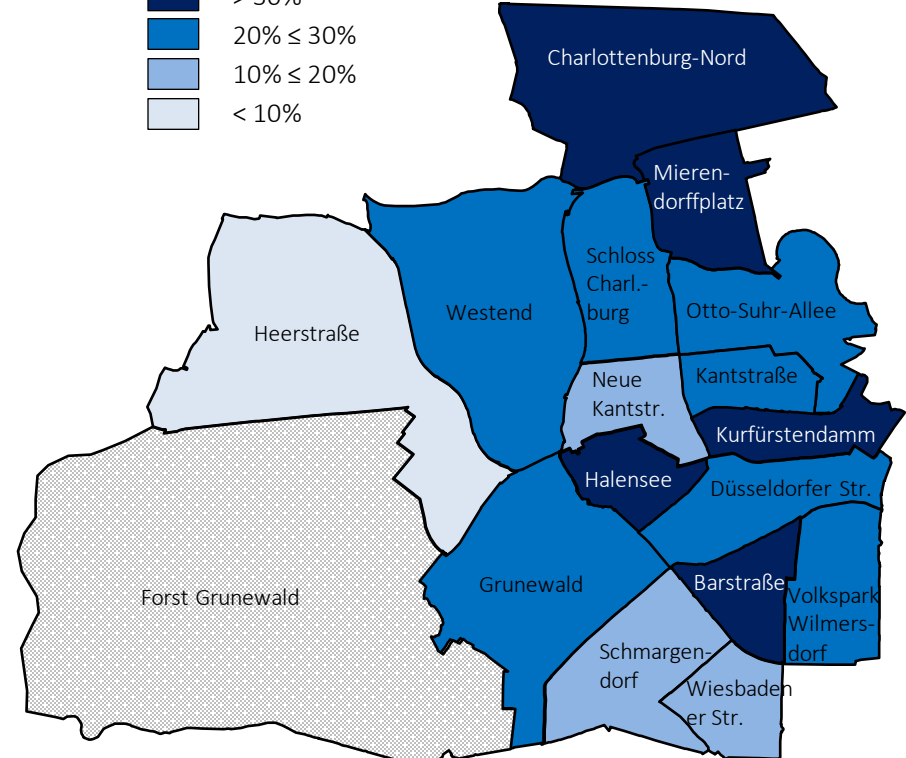 > 30%
20% ≤ 30%
10% ≤ 20%
< 10%
Charlottenburg-Nord
Mieren-
dorffplatz
Schloss
Charl.-
burg
Otto-Suhr-Allee
Westend
Heerstraße
Neue
Kantstr.
Kantstraße
Kurfürstendamm
Halensee
Düsseldorfer Str.
Grunewald
Barstraße
Volkspark
Wilmers-
dorf
Forst Grunewald
Schmargen-
dorf
Wiesbaden
er Str.